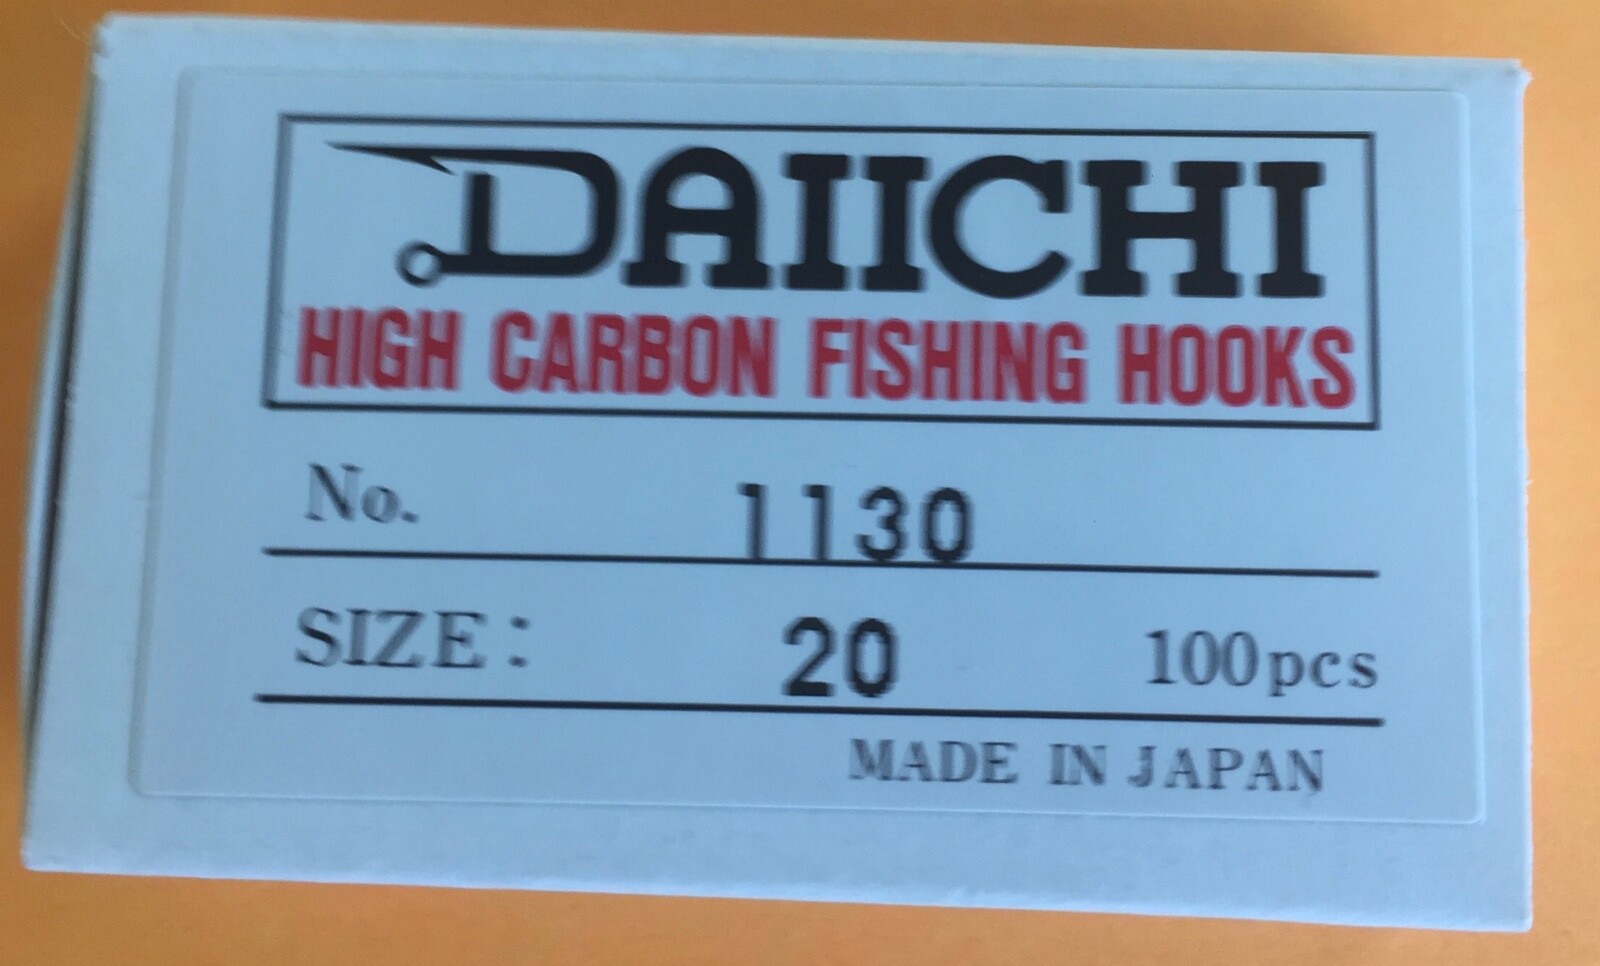 DAIICHI
HIGH CARBON FISHING HOOKS
No. 1130
SIZE: 20 100pcs
MADE IN JAPAN